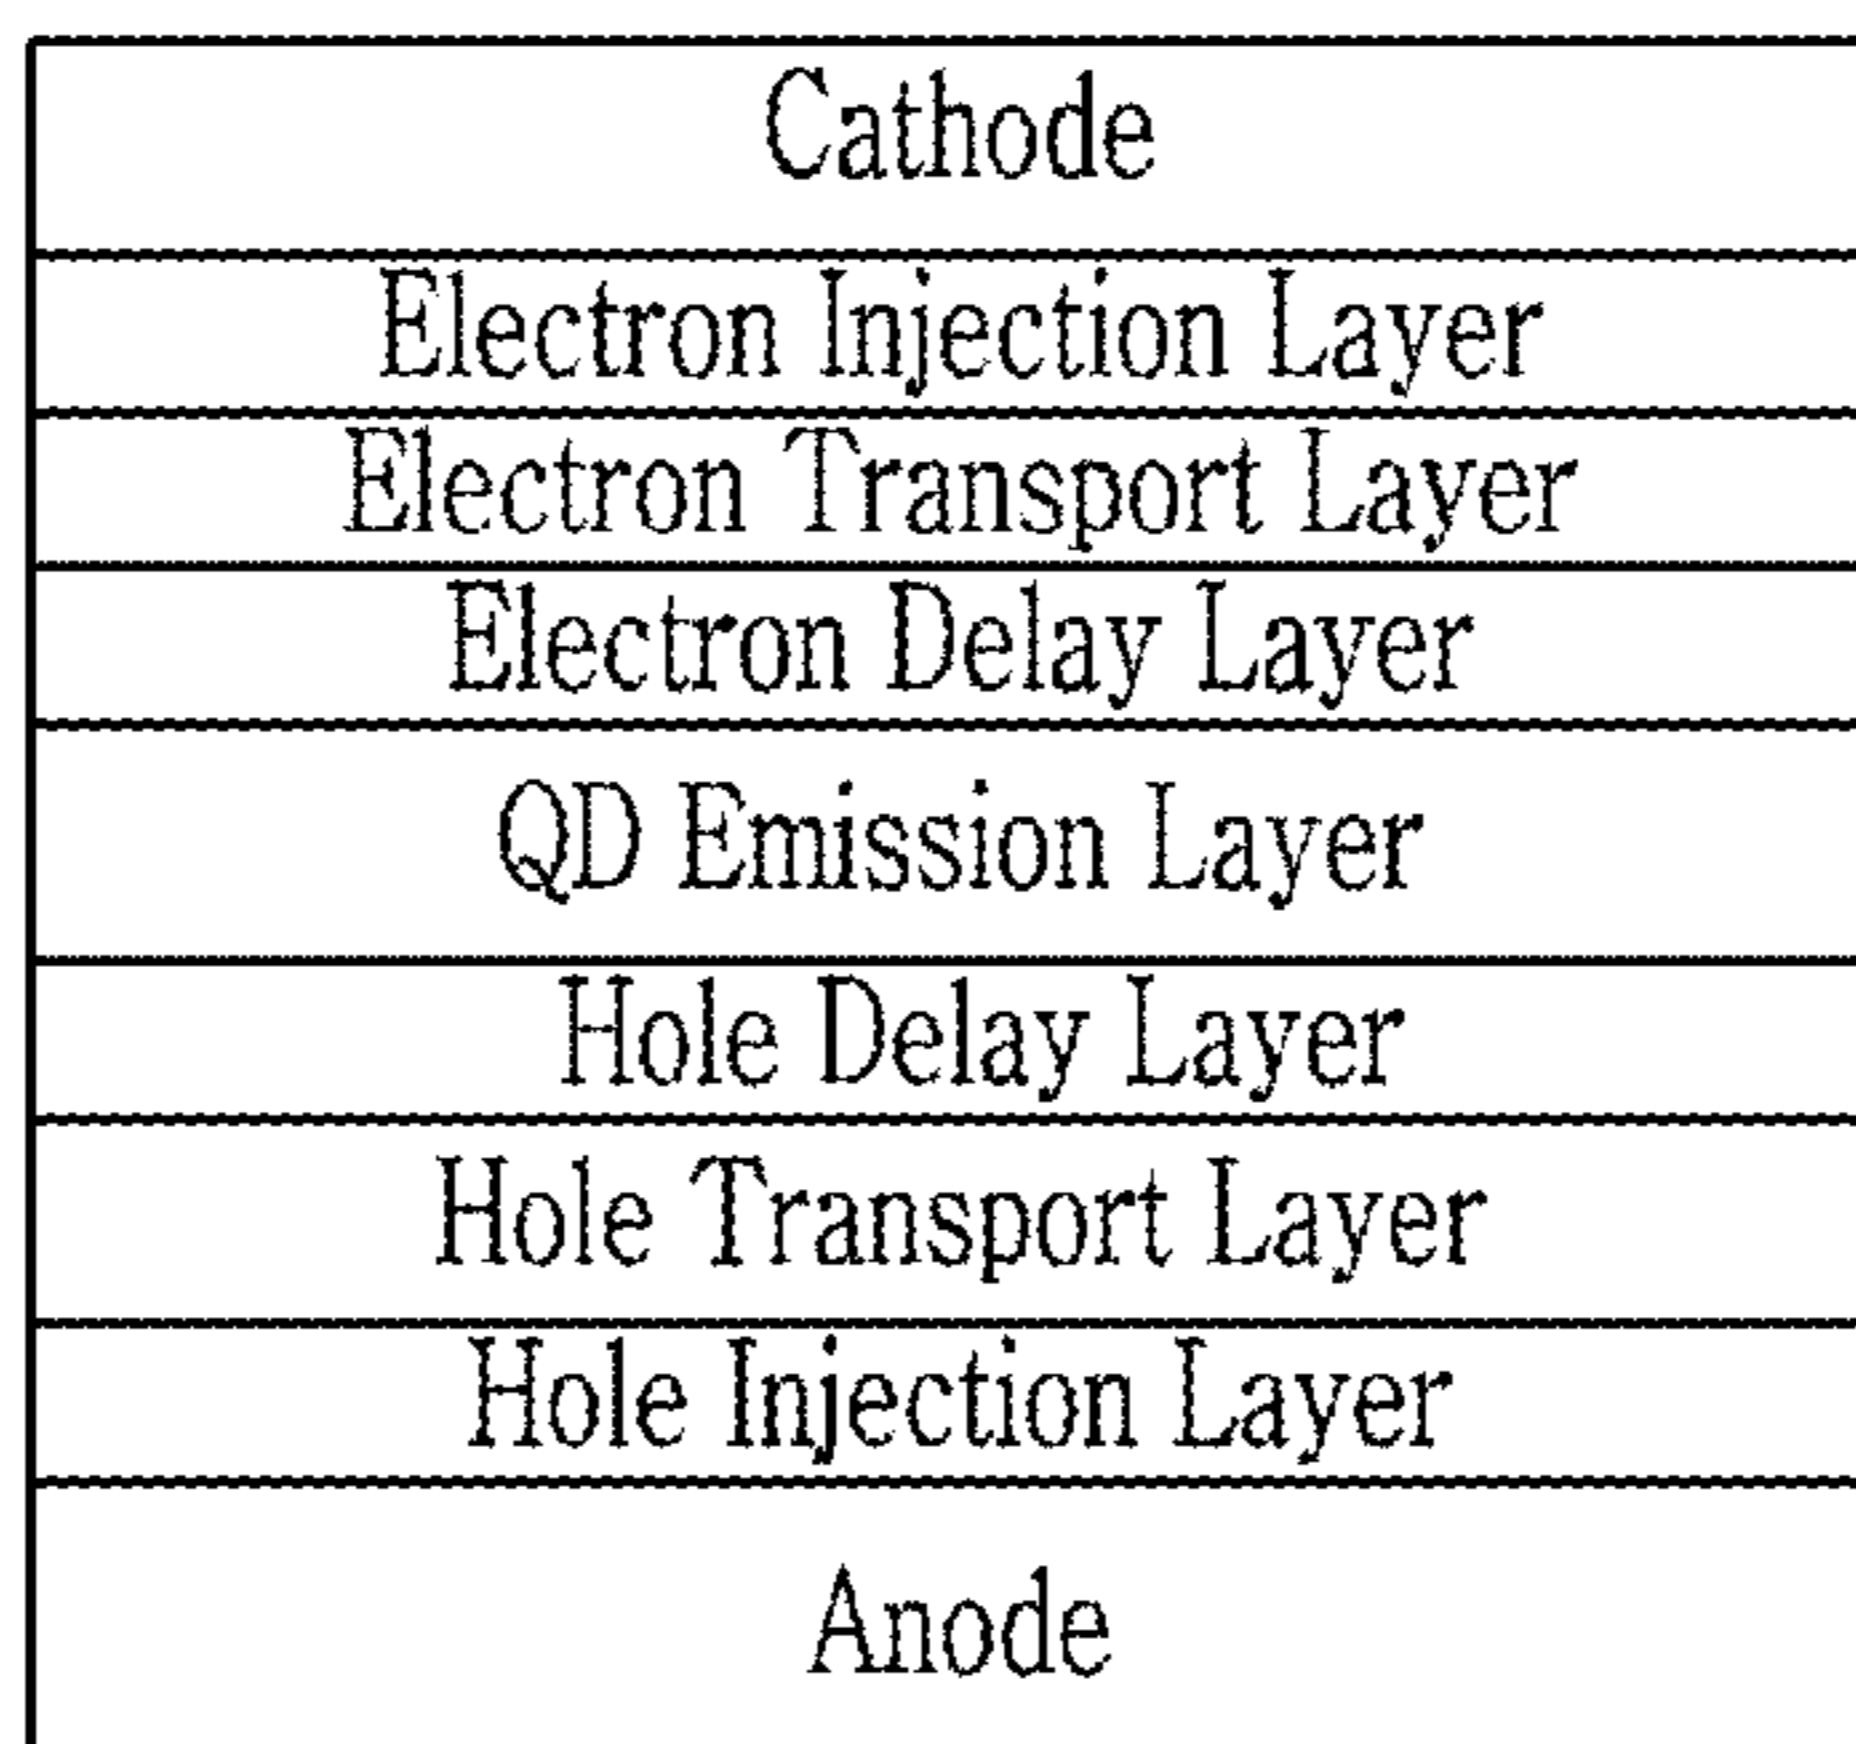 Cathode
Electron Injection Layer
Electron Transport Layer
Electron Delay Layer
QD Emission Layer
Hole Delay Layer
Hole Transport Layer
Hole Injection Layer
Anode